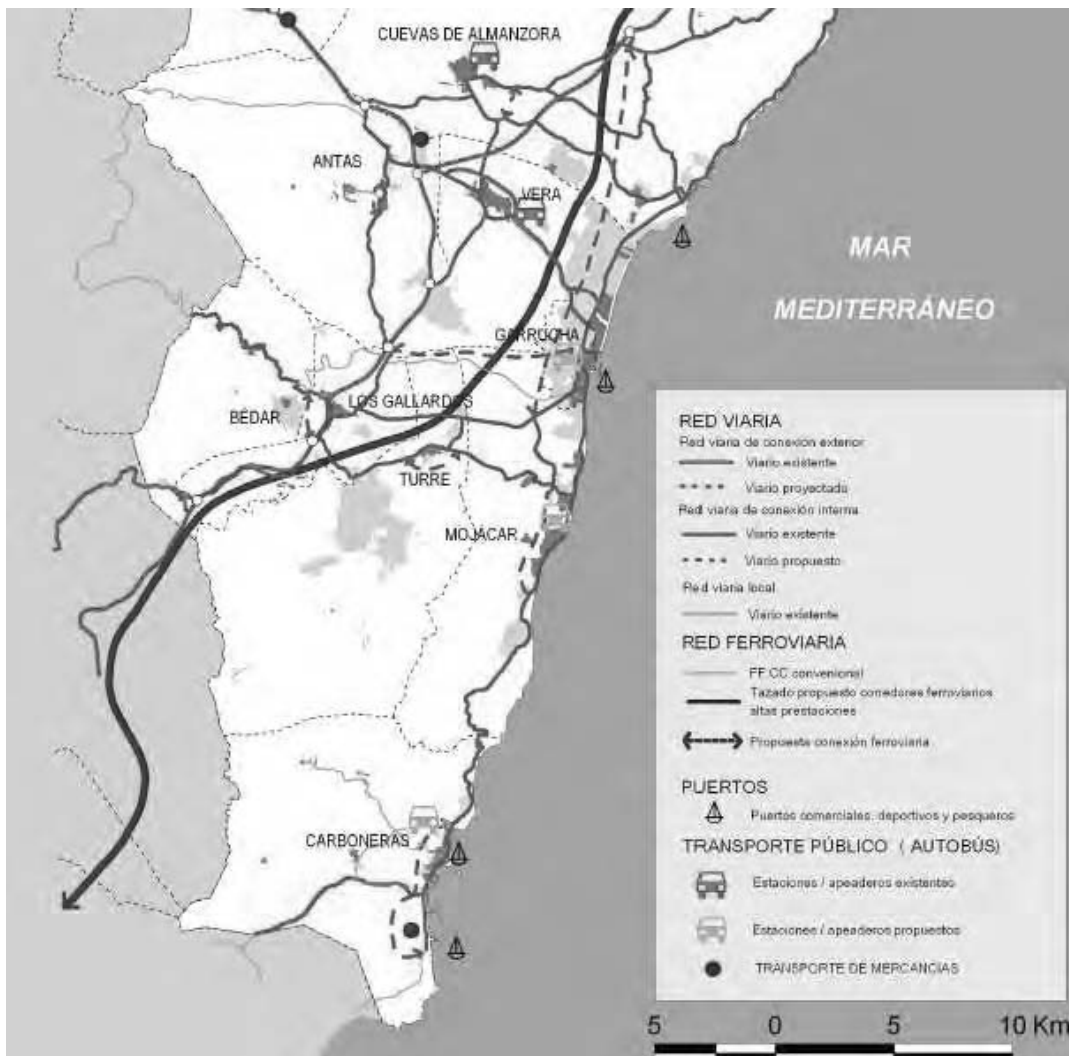 CUEVAS DE ALMANZORA
ANTAS
VERA
MAR
MEDITERRÁNEO
GARRUCHA
BÉDAR
LOS GALLARDOS
TURRE
MOJÁCAR
CARBONERAS
RED VIARIA
Red viaria de conexión exterior
Viario existente
Viario proyectado
Red viaria de conexión interna
Viario existente
Viario propuesto
Red viaria local
Viario existente
RED FERROVIARIA
FF.CC convencional
Tazado propuesto corredores ferroviarios
altas prestaciones
Propuesta conexión ferroviaria
PUERTOS
Puertos comerciales, deportivos y pesqueros
TRANSPORTE PÚBLICO ( AUTOBÚS)
Estaciones / apeaderos existentes
Estaciones / apeaderos propuestos
TRANSPORTE DE MERCANCIAS
5 0 5 10 Km